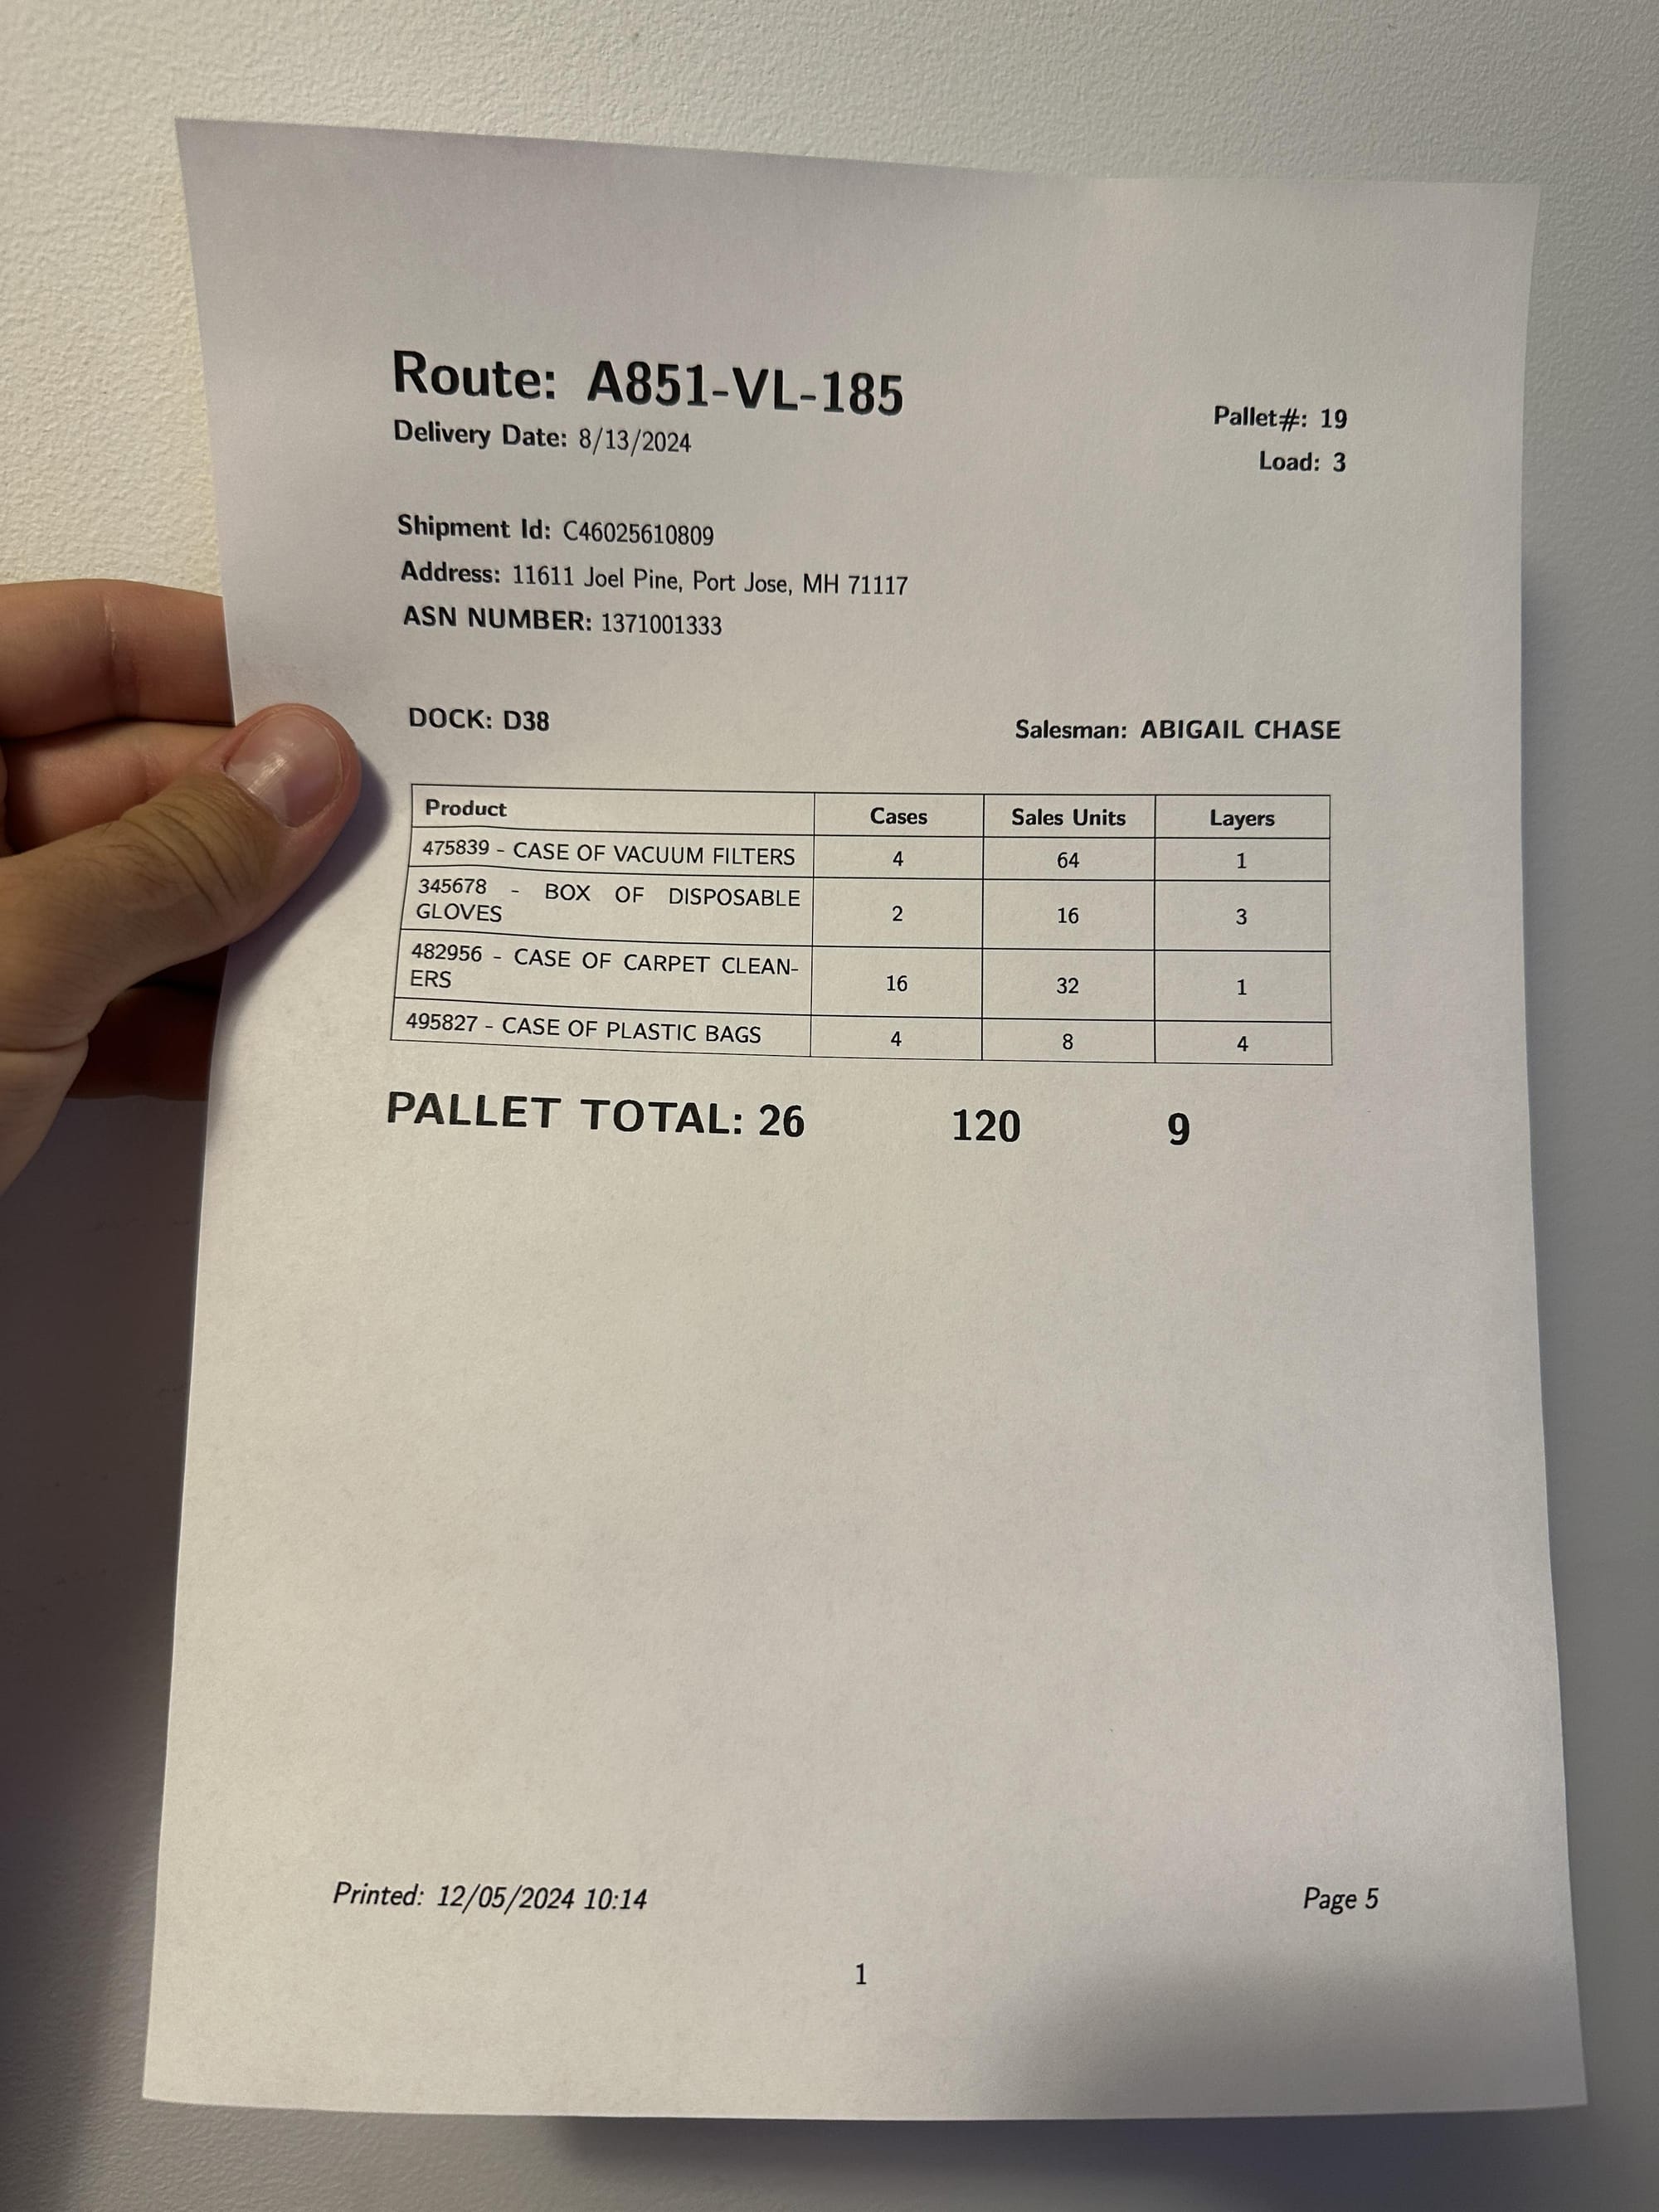 Route: A851-VL-185
Delivery Date: 8/13/2024
Pallet#: 19
Load: 3
Shipment Id: C46025610809
Address: 11611 Joel Pine, Port Jose, MH 71117
ASN NUMBER: 1371001333
DOCK: D38
Salesman: ABIGAIL CHASE
Product Cases Sales Units Layers
475839 - CASE OF VACUUM FILTERS 4 64 1
345678 - BOX OF DISPOSABLE
GLOVES 2 16 3
482956 - CASE OF CARPET CLEAN-
ERS 16 32 1
495827 - CASE OF PLASTIC BAGS 4 8 4
PALLET TOTAL: 26 120 9
Printed: 12/05/2024 10:14
Page 5
1